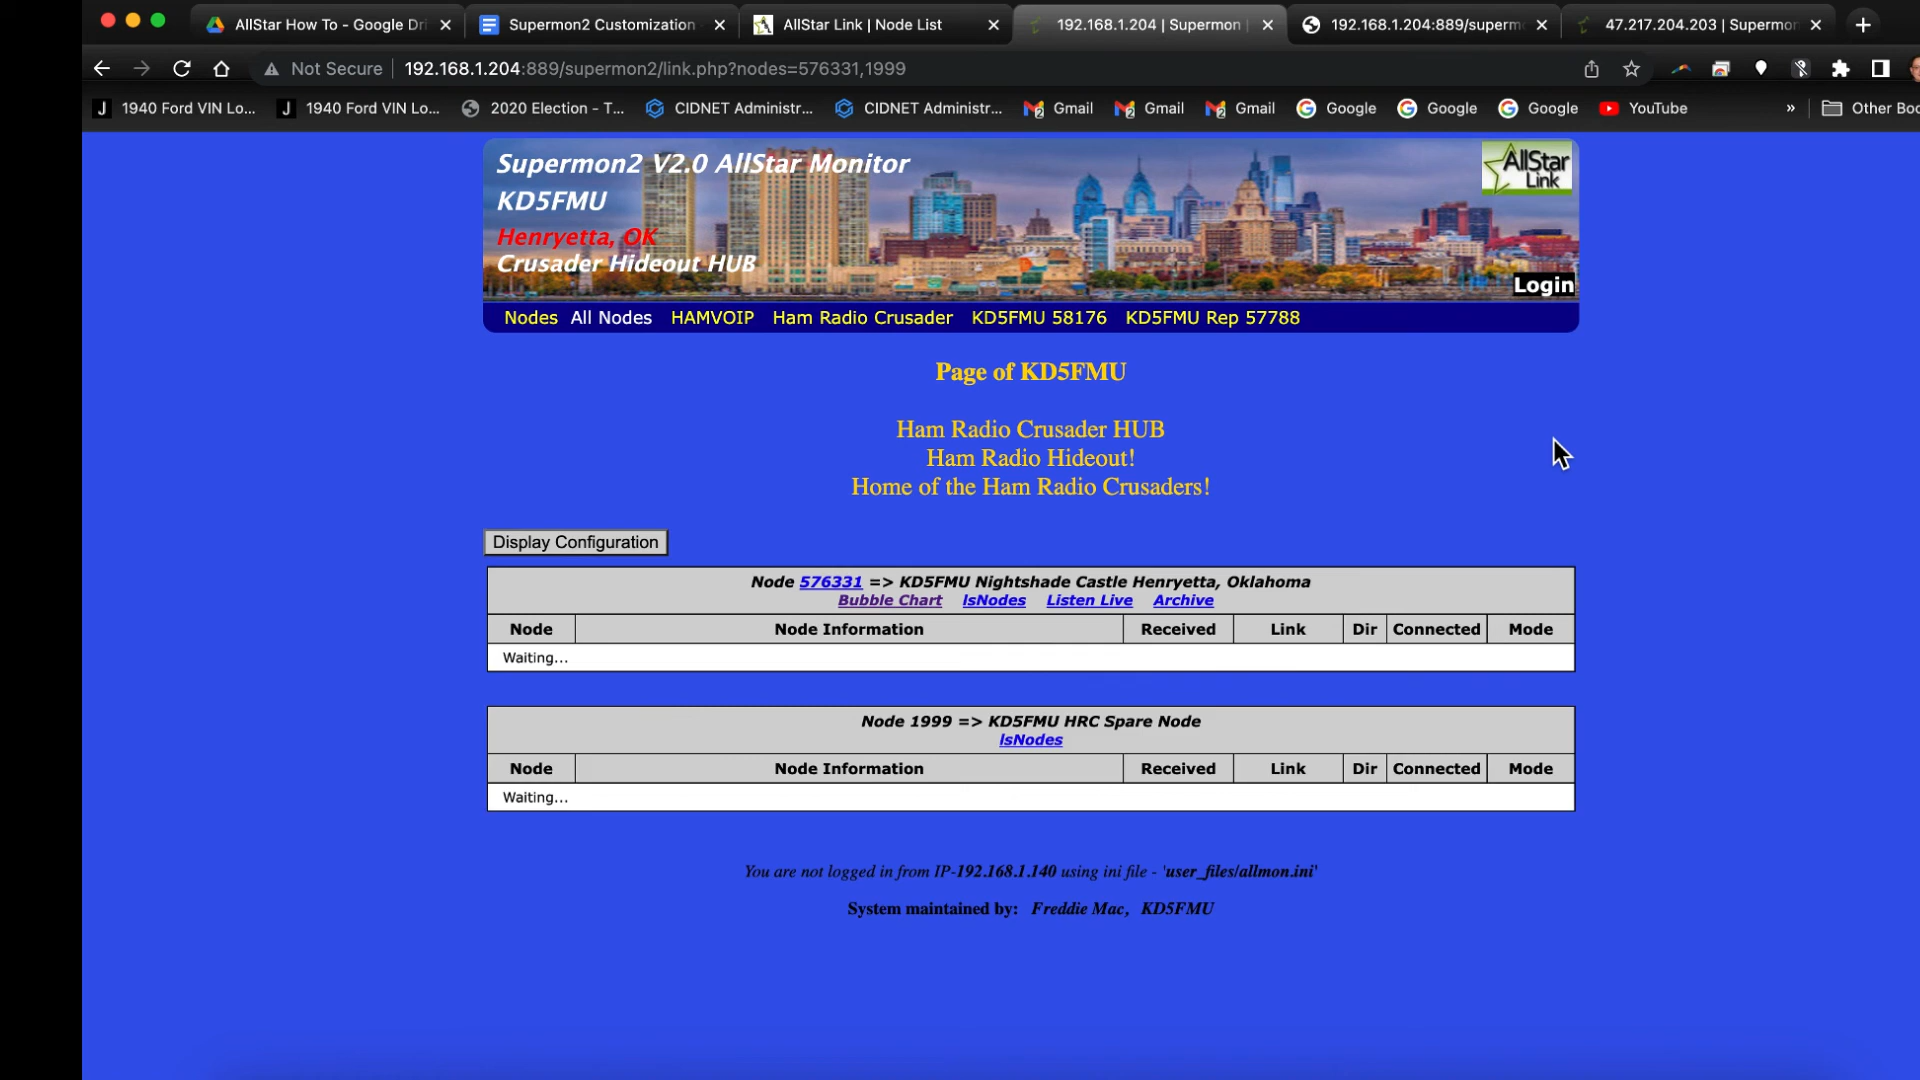 AllStar How To - Google Dri
Supermon2 Customization
AllStar Link | Node List
192.168.1.204 | Supermon |
192.168.1.204:889/superm
47.217.204.203 | Supermo
Not Secure
192.168.1.204:889/supermon2/link.php?nodes=576331,1999
1940 Ford VIN Lo...
1940 Ford VIN Lo...
2020 Election - T...
CIDNET Administr...
CIDNET Administr...
Gmail
Gmail
Gmail
Google
Google
Google
YouTube
»
Other Boo
Supermon2 V2.0 AllStar Monitor
KD5FMU
Henryetta, OK
Crusader Hideout HUB
AllStar
Link
Login
Nodes All Nodes HAMVOIP Ham Radio Crusader KD5FMU 58176 KD5FMU Rep 57788
Page of KD5FMU
Ham Radio Crusader HUB
Ham Radio Hideout!
Home of the Ham Radio Crusaders!
Display Configuration
Node 576331 => KD5FMU Nightshade Castle Henryetta, Oklahoma
Bubble Chart lsNodes Listen Live Archive
Node Node Information Received Link Dir Connected Mode
Waiting...
Node 1999 => KD5FMU HRC Spare Node
lsNodes
Node Node Information Received Link Dir Connected Mode
Waiting...
You are not logged in from IP-192.168.1.140 using ini file - 'user_files/allmon.ini'
System maintained by: Freddie Mac, KD5FMU